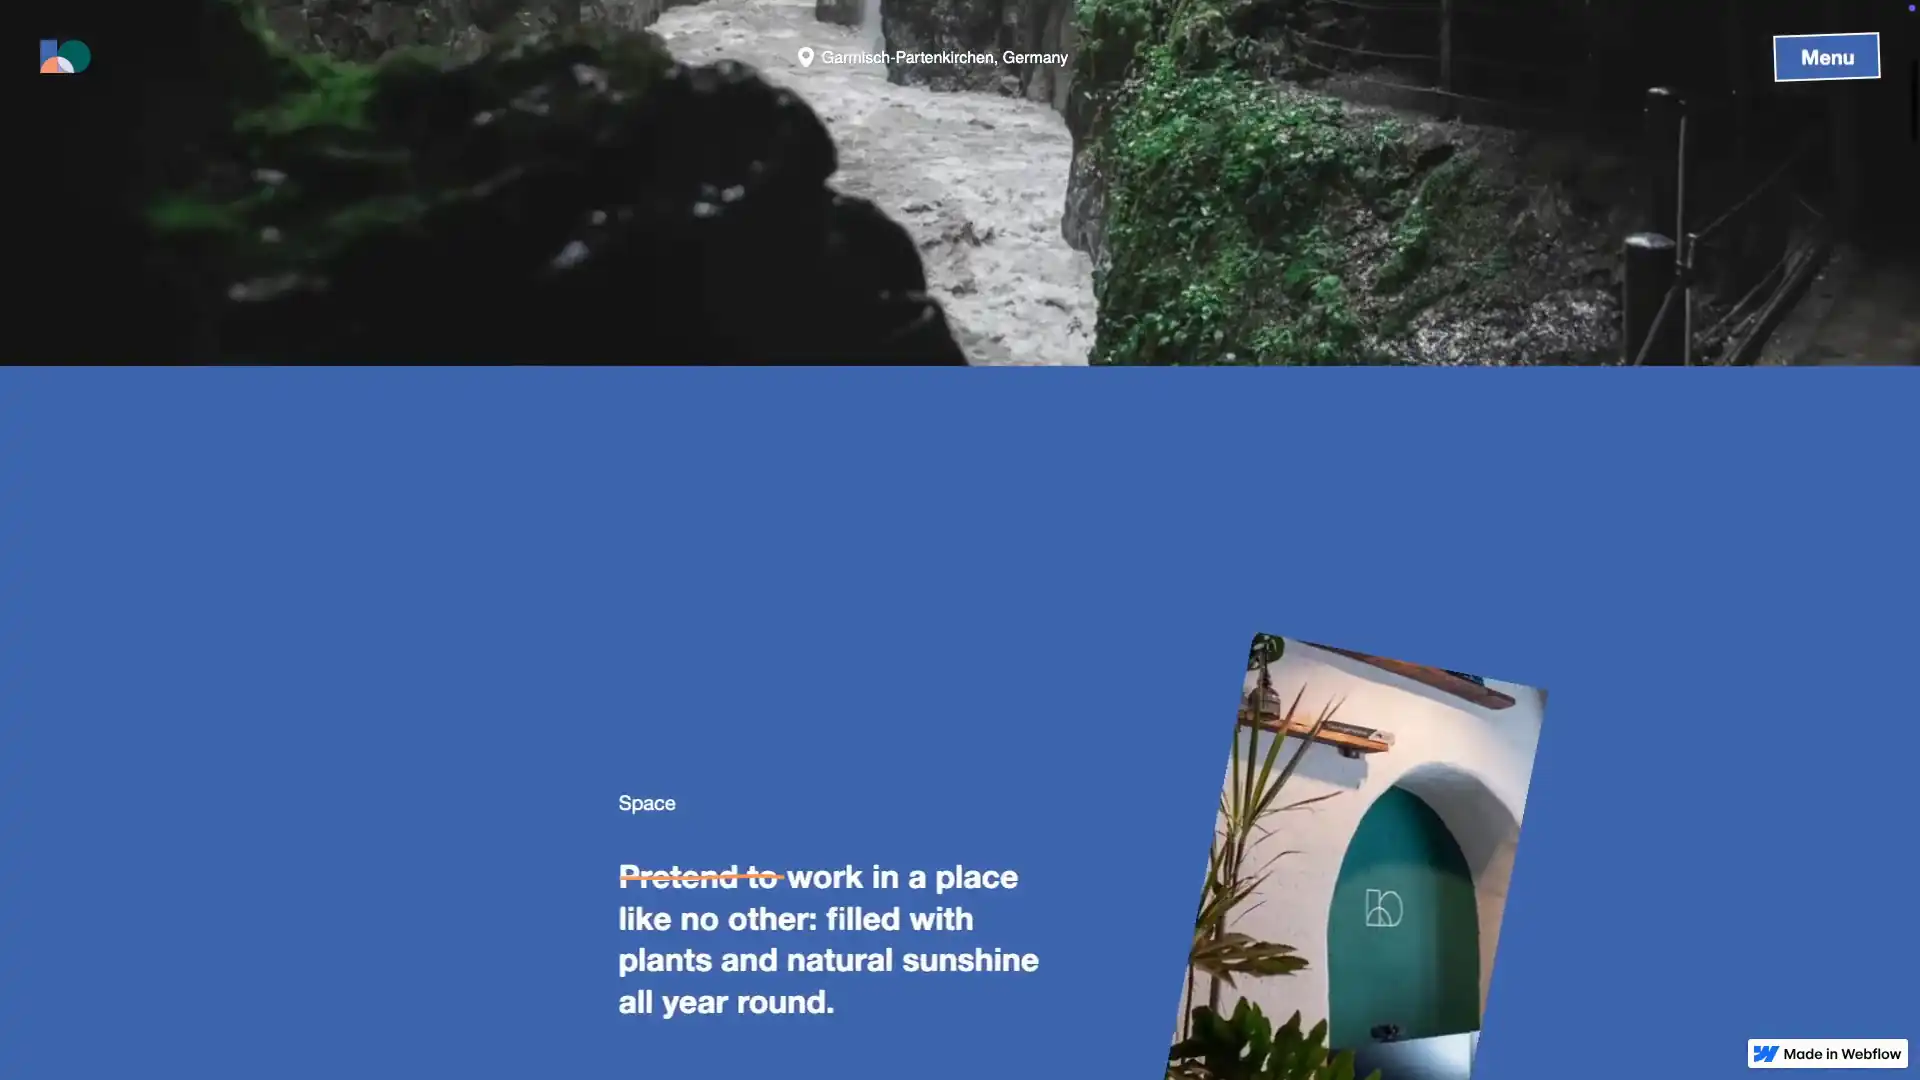 Garmisch-Partenkirchen, Germany
Menu
Space
Pretend to work in a place
like no other: filled with
plants and natural sunshine
all year round.
Made in Webflow